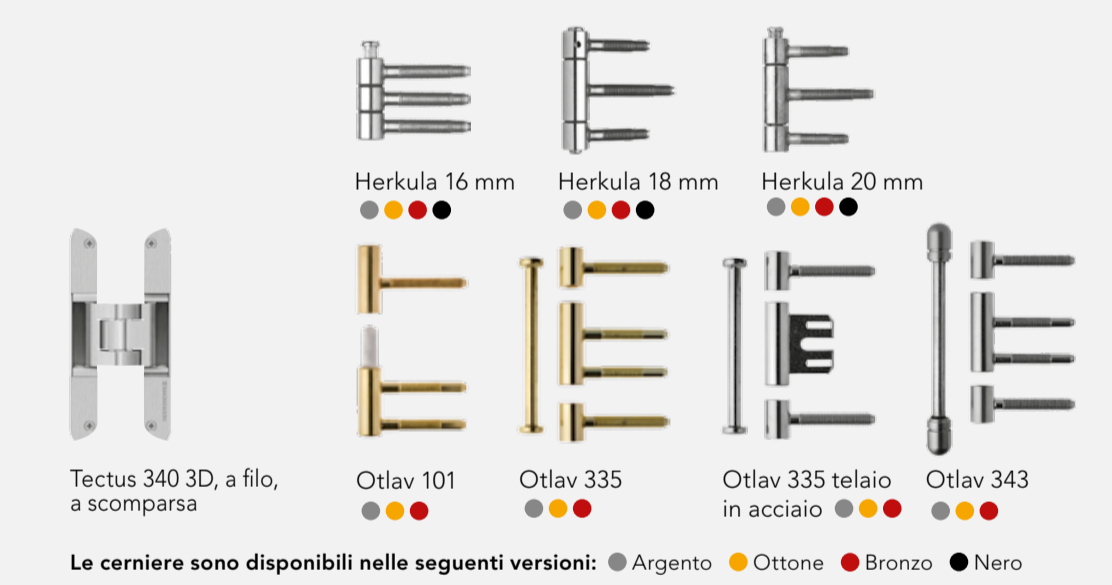 Herkula 16 mm
Herkula 18 mm
Herkula 20 mm
Tectus 340 3D, a filo,
a scomparsa
Otlav 101
Otlav 335
Otlav 335 telaio
in acciaio
Otlav 343
Le cerniere sono disponibili nelle seguenti versioni: Argento Ottone Bronzo Nero